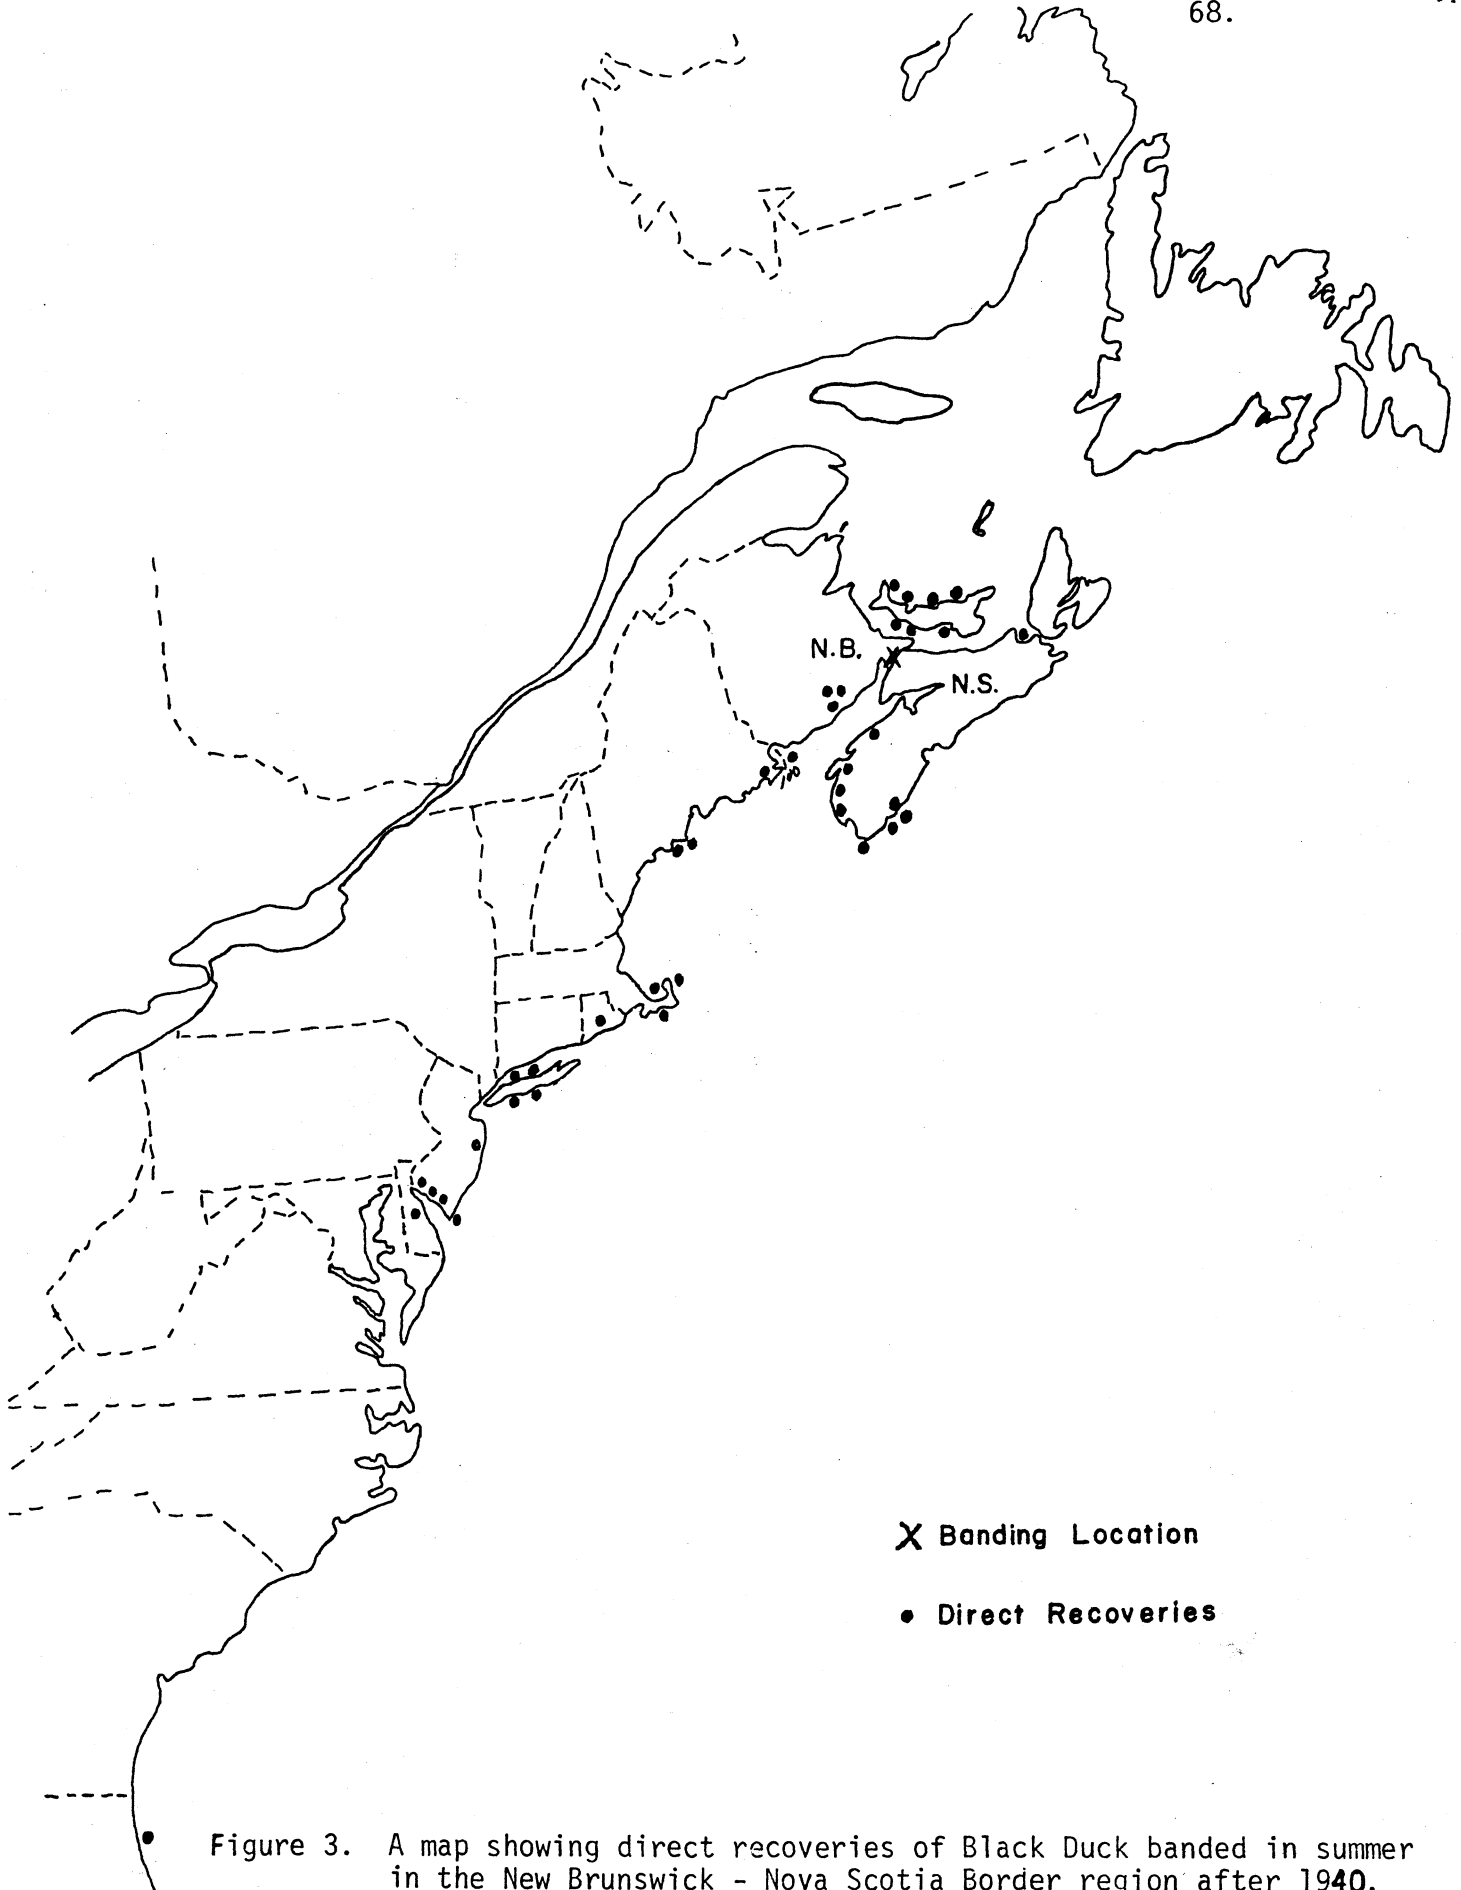 68.
N.B.
N.S.
X Banding Location
• Direct Recoveries
Figure 3. A map showing direct recoveries of Black Duck banded in summer
in the New Brunswick - Nova Scotia Border region after 1940.